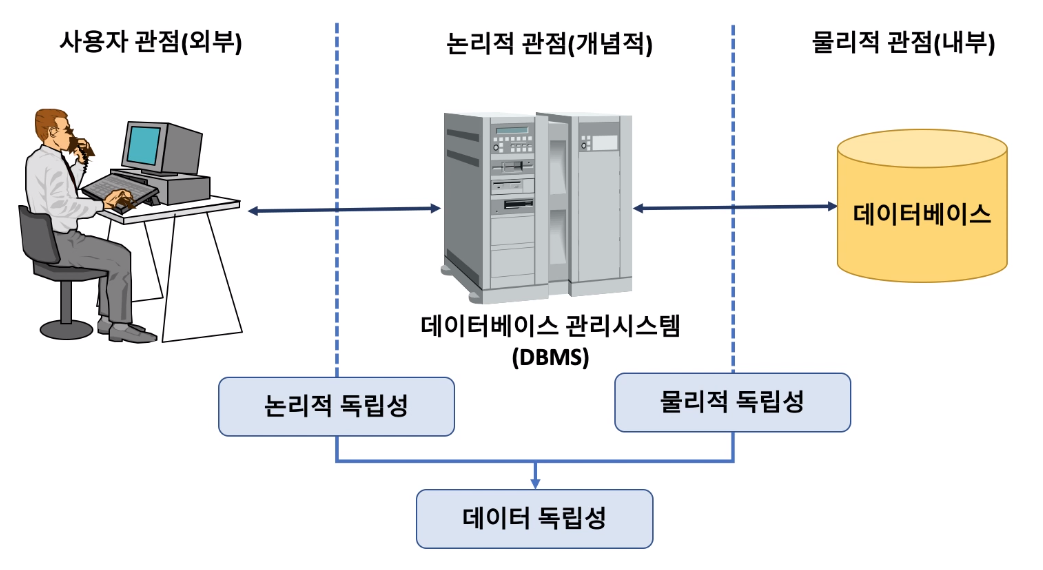 사용자 관점(외부)
논리적 관점(개념적)
물리적 관점(내부)
데이터베이스
데이터베이스 관리시스템
(DBMS)
논리적 독립성
물리적 독립성
데이터 독립성